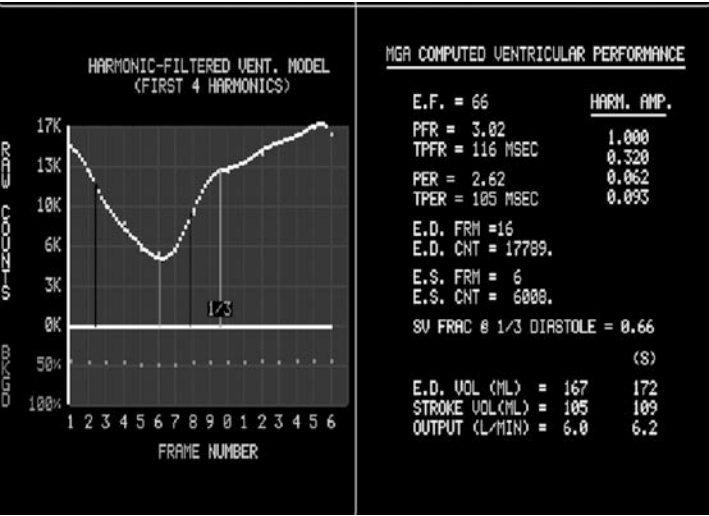 HARMONIC-FILTERED VENT. MODEL
(FIRST 4 HARMONICS)
RAW COUNTS
17K
13K
10K
6K
3K
0K
1/3
BKGD
50%
100%
1 2 3 4 5 6 7 8 9 0 1 2 3 4 5 6
FRAME NUMBER
MGA COMPUTED VENTRICULAR PERFORMANCE
E.F. = 66 HARM. AMP.
PFR = 3.02 1.000
TPFR = 116 MSEC 0.320
PER = 2.62 0.062
TPER = 105 MSEC 0.093
E.D. FRM =16
E.D. CNT = 17789.
E.S. FRM = 6
E.S. CNT = 6008.
SV FRAC @ 1/3 DIASTOLE = 0.66
(S)
E.D. VOL (ML) = 167 172
STROKE VOL(ML) = 105 109
OUTPUT (L/MIN) = 6.0 6.2